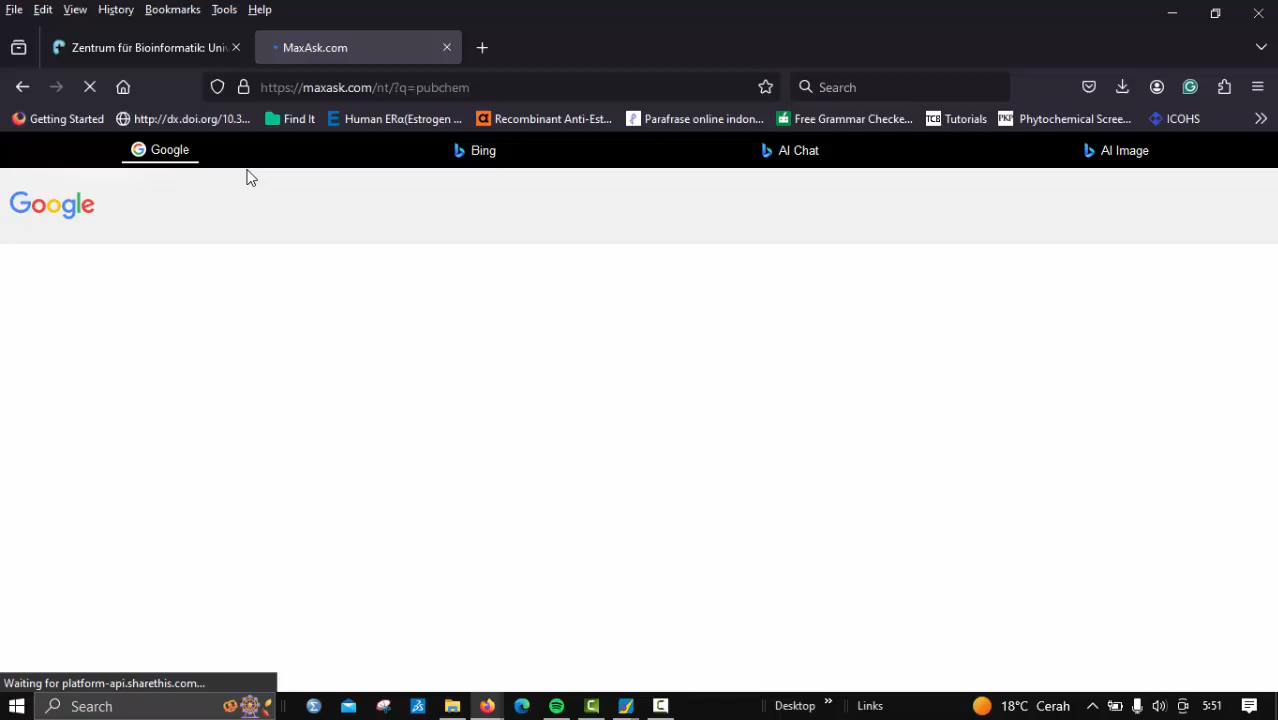 File Edit View History Bookmarks Tools Help
Zentrum für Bioinformatik: Univ
MaxAsk.com
https://maxask.com/nt/?q=pubchem
Search
Getting Started
http://dx.doi.org/10.3...
Find It
Human ERα(Estrogen ...
Recombinant Anti-Est...
Parafrase online indon...
Free Grammar Checke...
TCB Tutorials
PKP Phytochemical Scree...
ICOHS
Google
Bing
AI Chat
AI Image
Google
Waiting for platform-api.sharethis.com...
Search
Desktop
Links
18°C Cerah
5:51